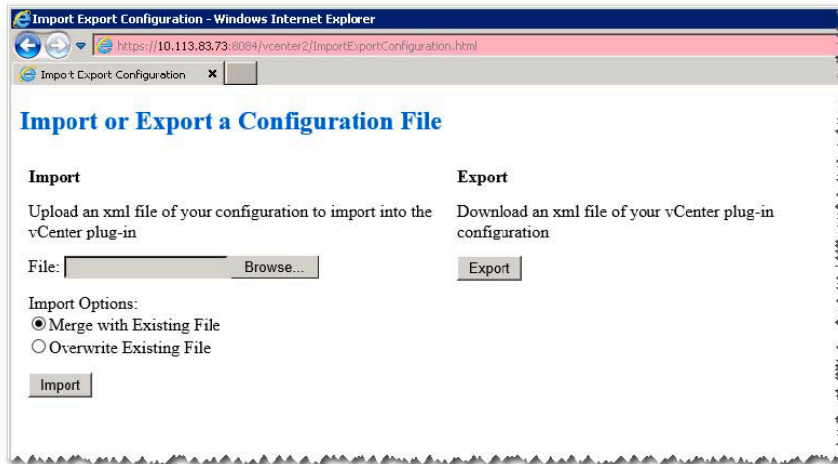 Import Export Configuration - Windows Internet Explorer
https://10.113.83.73:8084/vcenter2/ImportExportConfiguration.html
Import Export Configuration
Import or Export a Configuration File
Import
Upload an xml file of your configuration to import into the
vCenter plug-in
File:
Browse...
Import Options:
Merge with Existing File
Overwrite Existing File
Import
Export
Download an xml file of your vCenter plug-in
configuration
Export